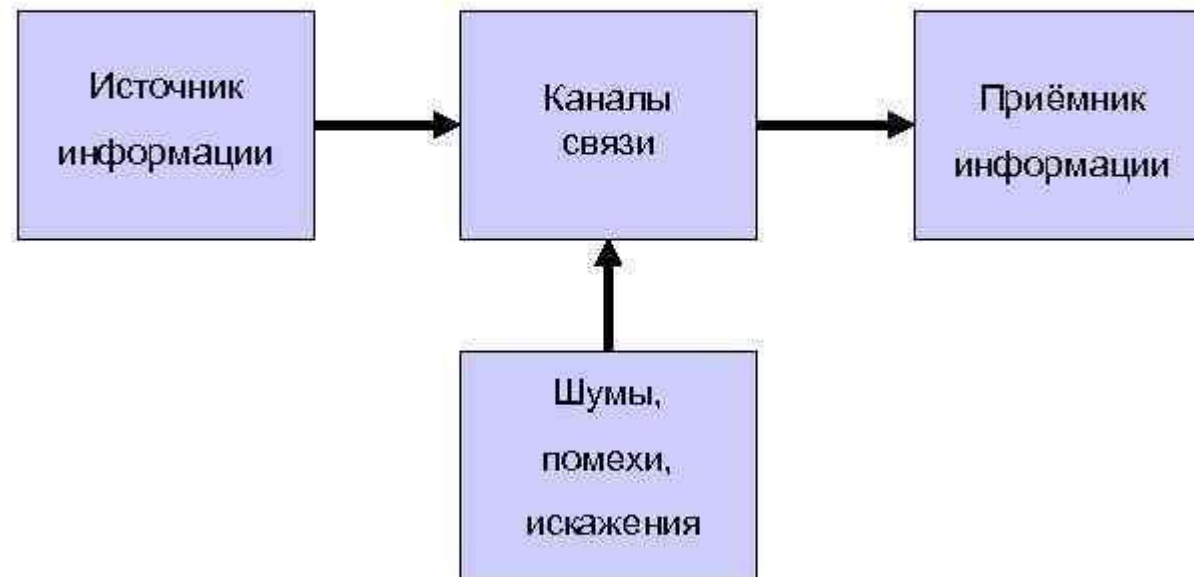 Источник
информации
Каналы
связи
Приёмник
информации
Шумы,
помехи,
искажения